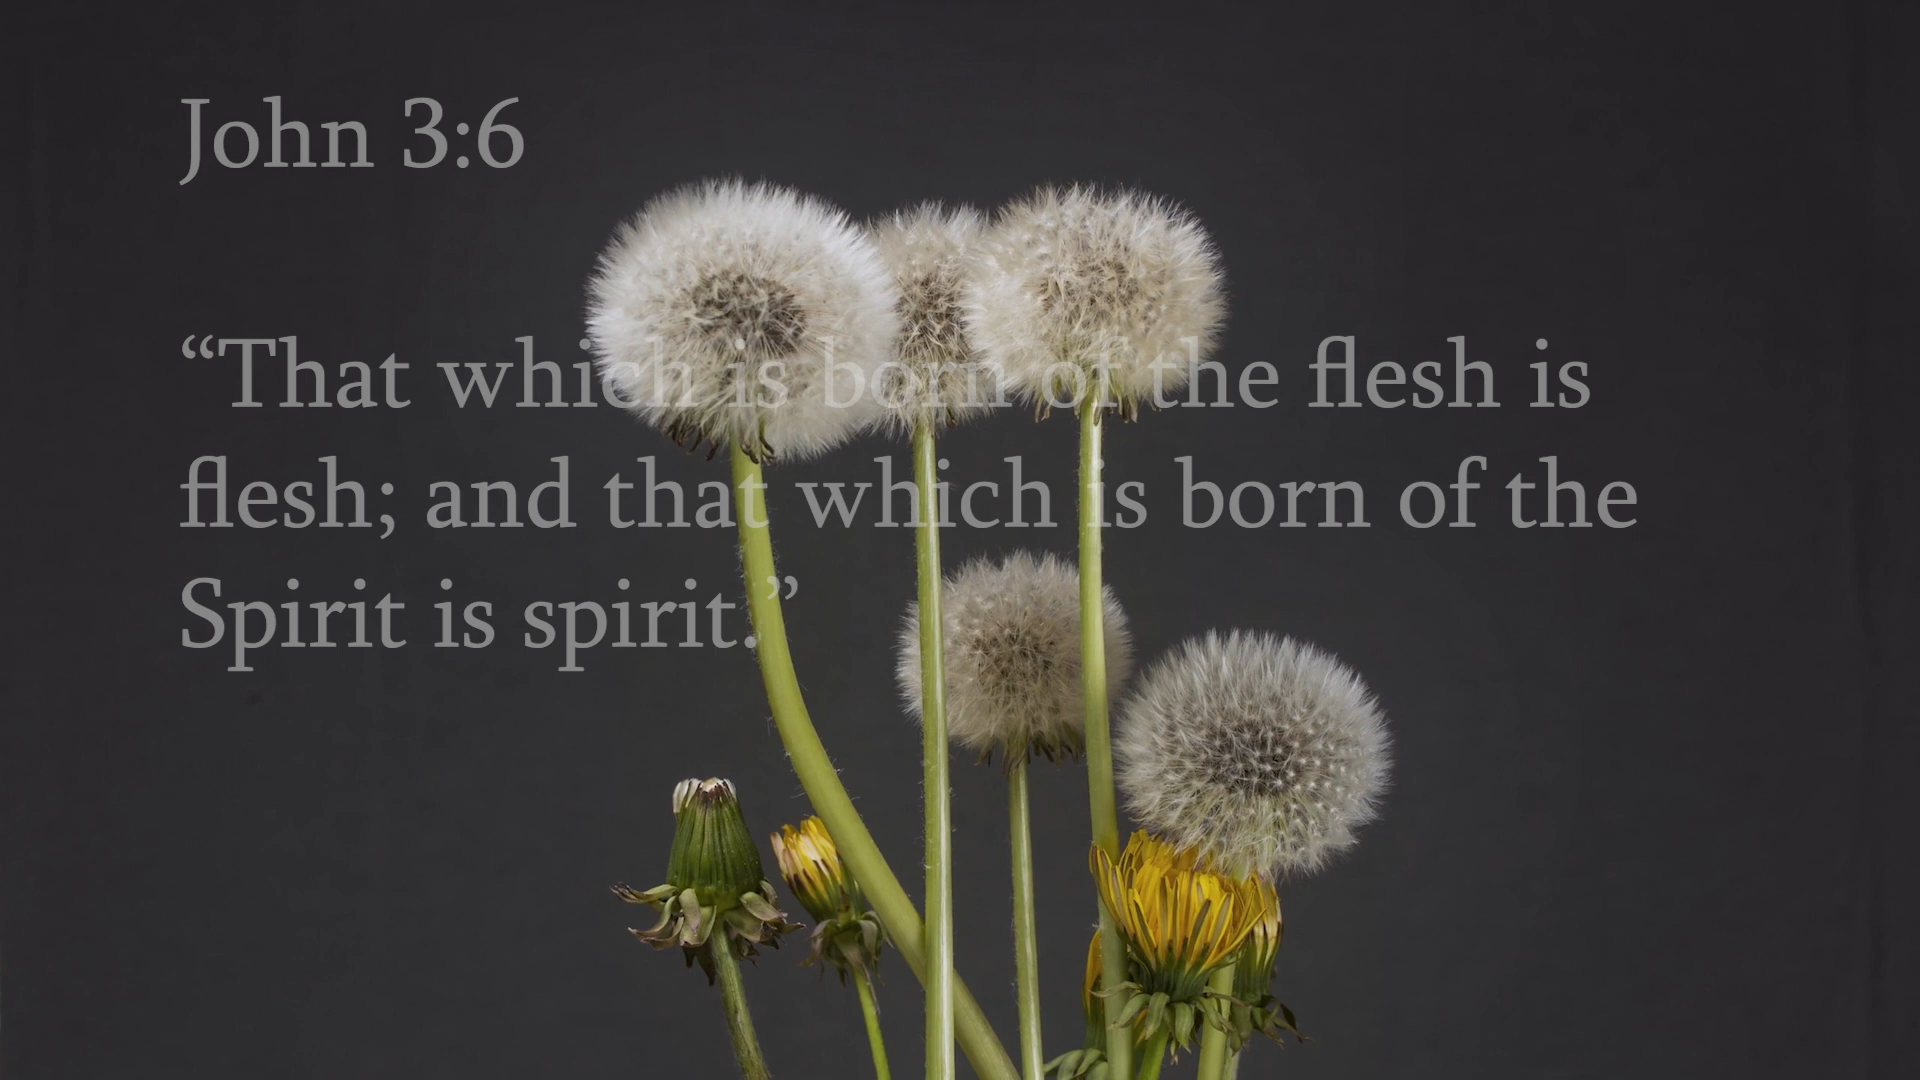 John 3:6
“That which is born of the flesh is
flesh; and that which is born of the
Spirit is spirit.”